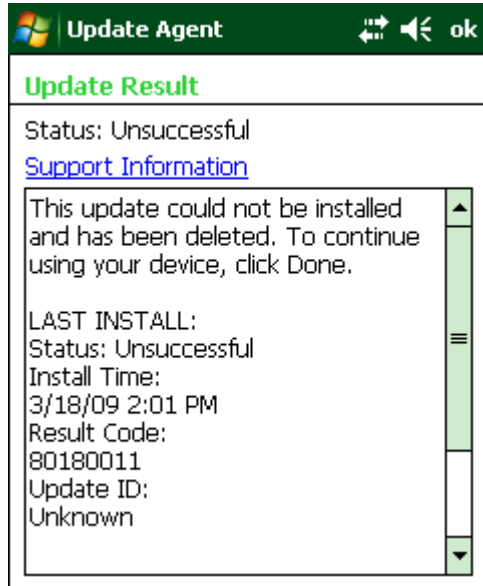 Update Agent ok
Update Result
Status: Unsuccessful
Support Information
This update could not be installed
and has been deleted. To continue
using your device, click Done.
LAST INSTALL:
Status: Unsuccessful
Install Time:
3/18/09 2:01 PM
Result Code:
80180011
Update ID:
Unknown